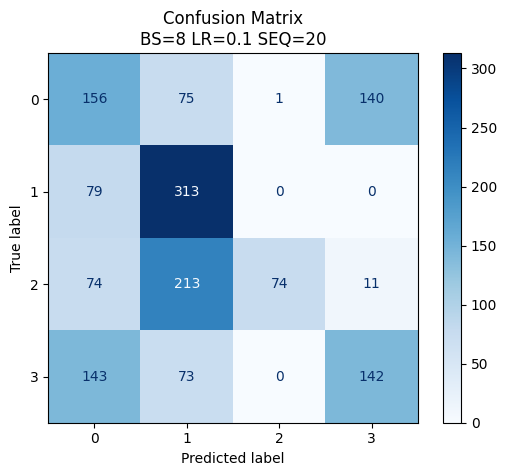 Confusion Matrix
BS=8 LR=0.1 SEQ=20
True label
0 156 75 1 140
1 79 313 0 0
2 74 213 74 11
3 143 73 0 142
0 1 2 3
Predicted label
300
250
200
150
100
50
0